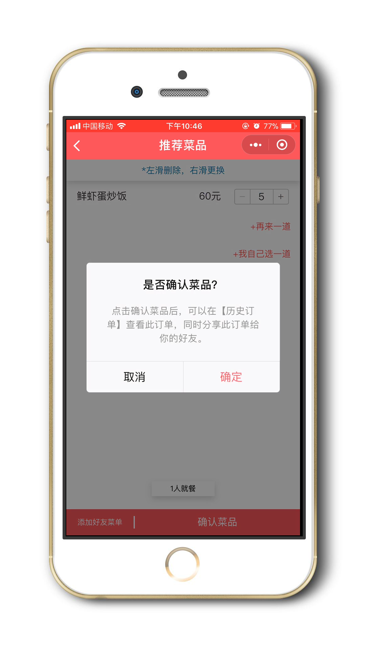 中国移动 下午10:46 77%
推荐菜品
*左滑删除，右滑更换
鲜虾蛋炒饭 60元 − 5 +
+再来一道
+我自己选一道
是否确认菜品?
点击确认菜品后，可以在【历史订
单】查看此订单，同时分享此订单给
你的好友。
取消 确定
1人就餐
添加好友菜单 确认菜品